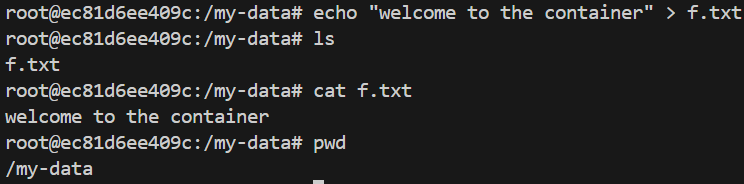 root@ec81d6ee409c:/my-data# echo "welcome to the container" > f.txt
root@ec81d6ee409c:/my-data# ls
f.txt
root@ec81d6ee409c:/my-data# cat f.txt
welcome to the container
root@ec81d6ee409c:/my-data# pwd
/my-data